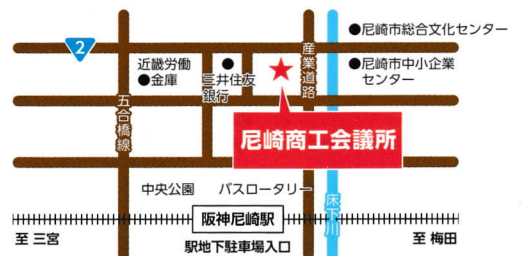 ●尼崎市総合文化センター
2
近畿労働
●金庫
●
三井住友
銀行
産業道路
●尼崎市中小企業
センター
五合橋線
尼崎商工会議所
中央公園
バスロータリー
床下川
阪神尼崎駅
至 三宮
駅地下駐車場入口
至 梅田